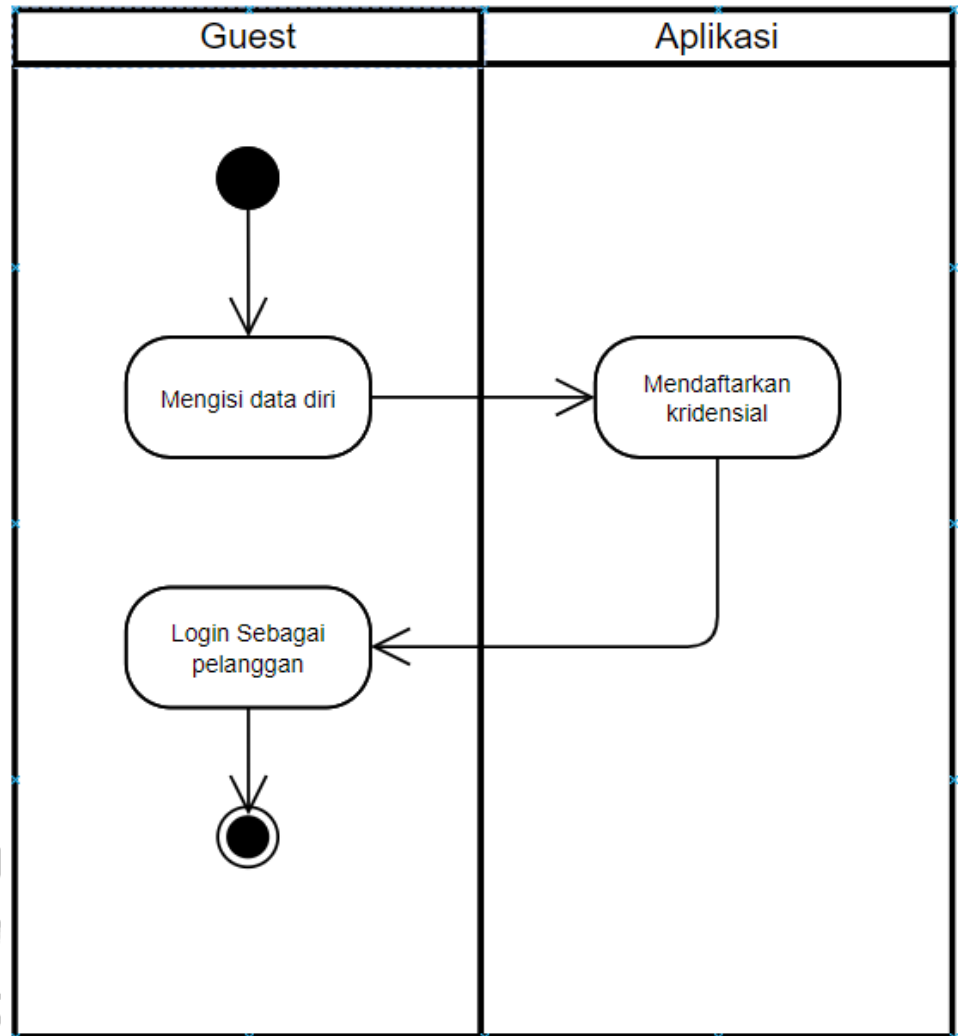 Guest
Aplikasi
Mengisi data diri
Mendaftarkan
kridensial
Login Sebagai
pelanggan